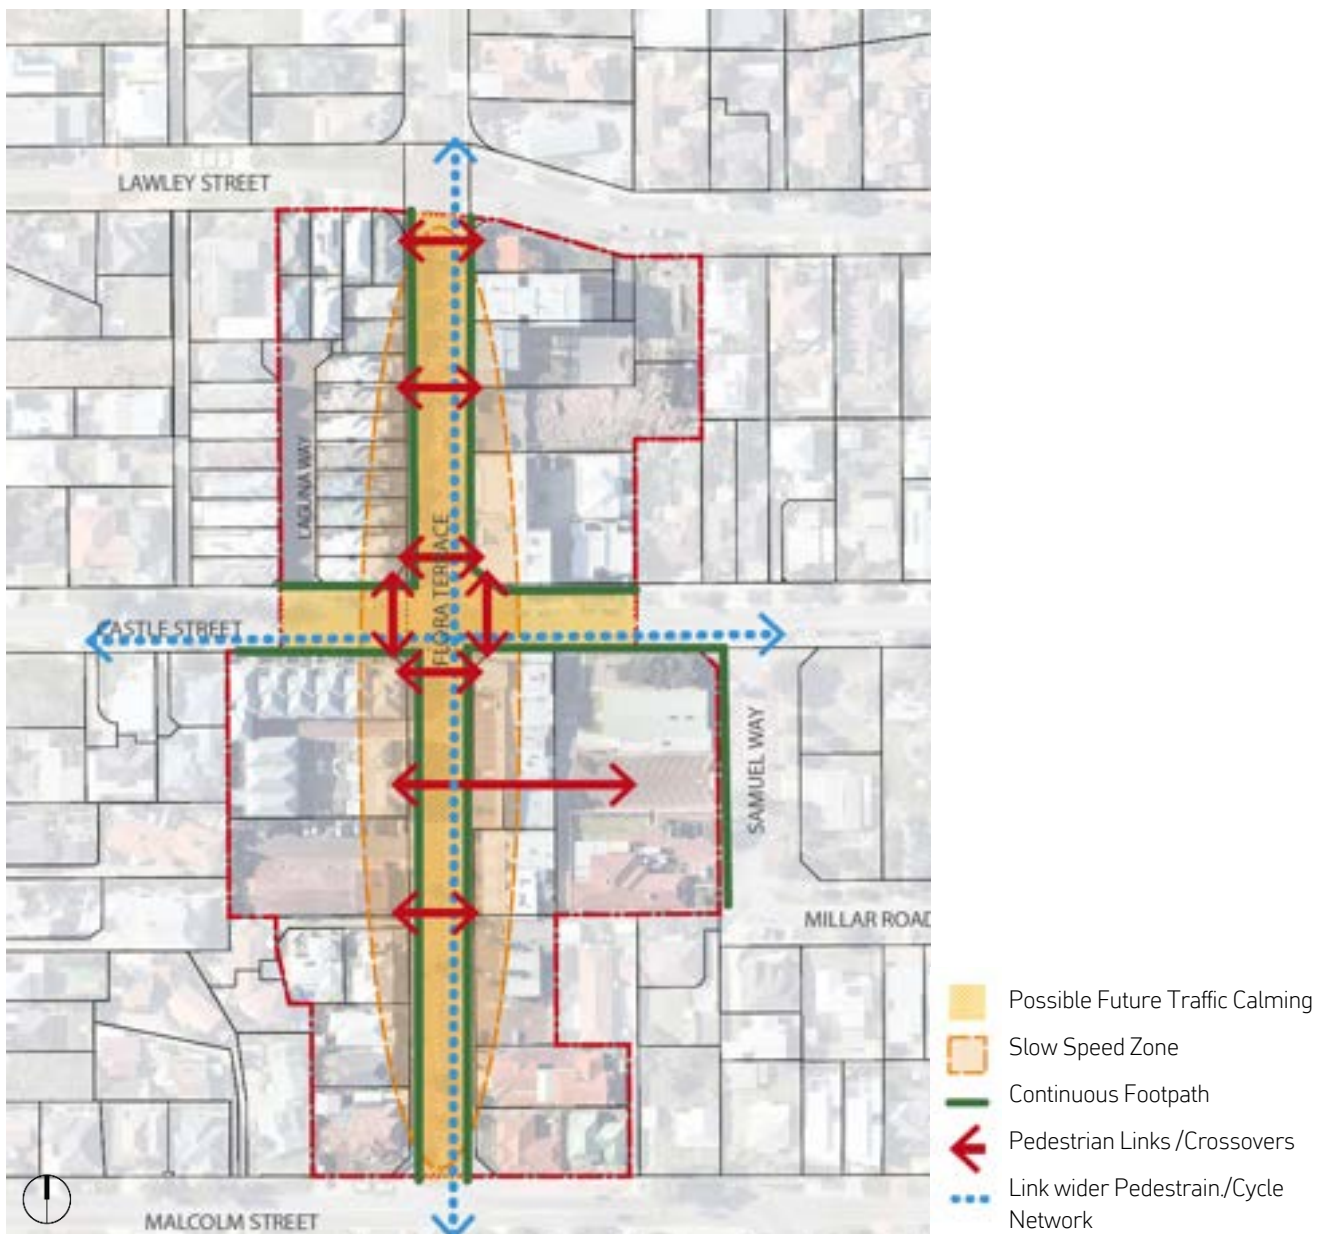 LAWLEY STREET
LAGUNA WAY
FLORA TERRACE
CASTLE STREET
SAMUEL WAY
MILLAR ROAD
MALCOLM STREET
Possible Future Traffic Calming
Slow Speed Zone
Continuous Footpath
Pedestrian Links /Crossovers
Link wider Pedestrain./Cycle
Network